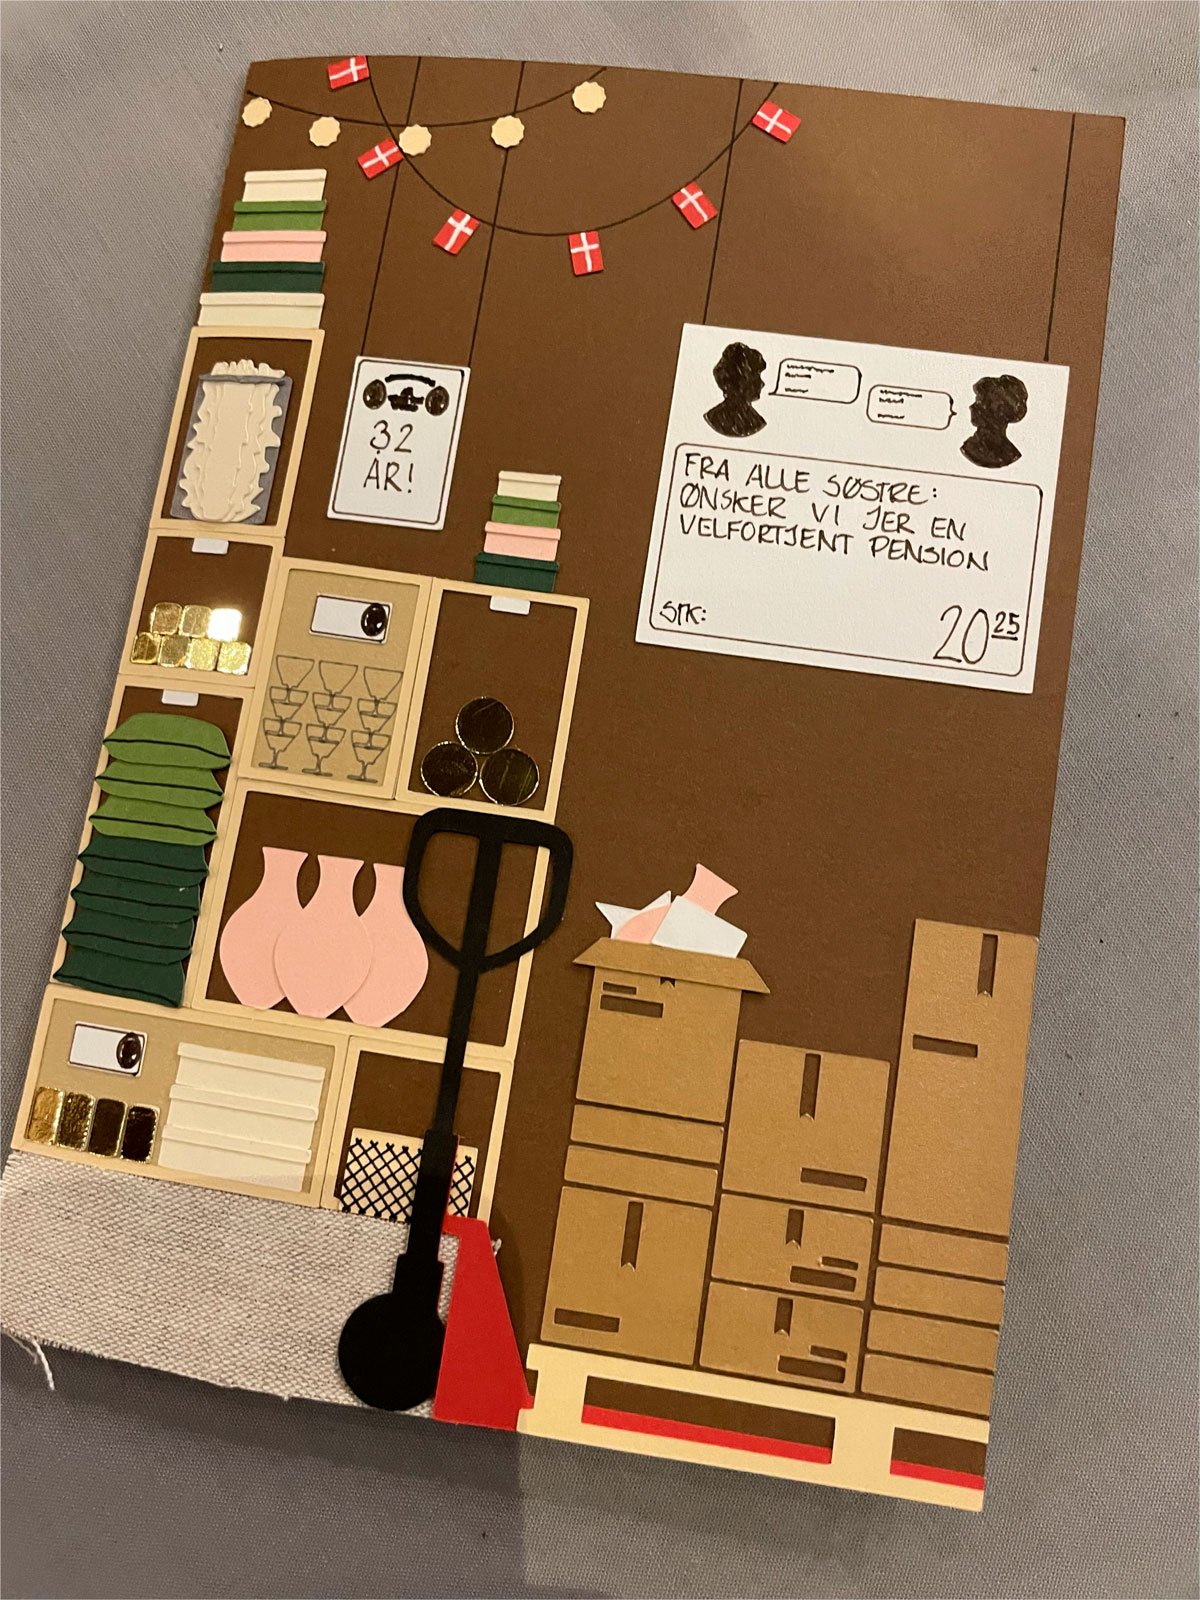 32
ÅR!
FRA ALLE SØSTRE:
ØNSKER VI JER EN
VELFORTJENT PENSION
STK:
20²⁵